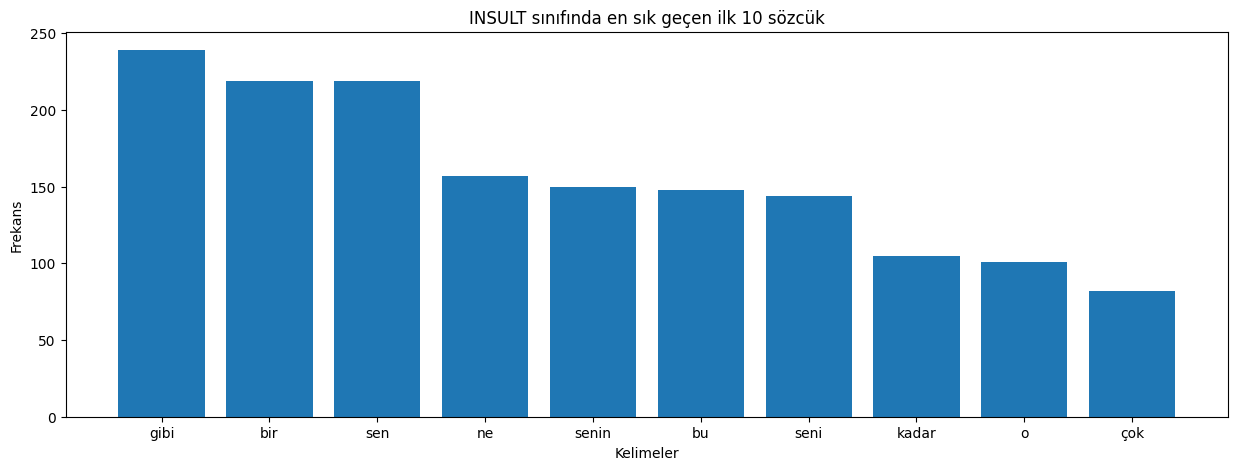 INSULT sınıfında en sık geçen ilk 10 sözcük
250
200
150
100
50
0
Frekans
gibi bir sen ne senin bu seni kadar o çok
Kelimeler